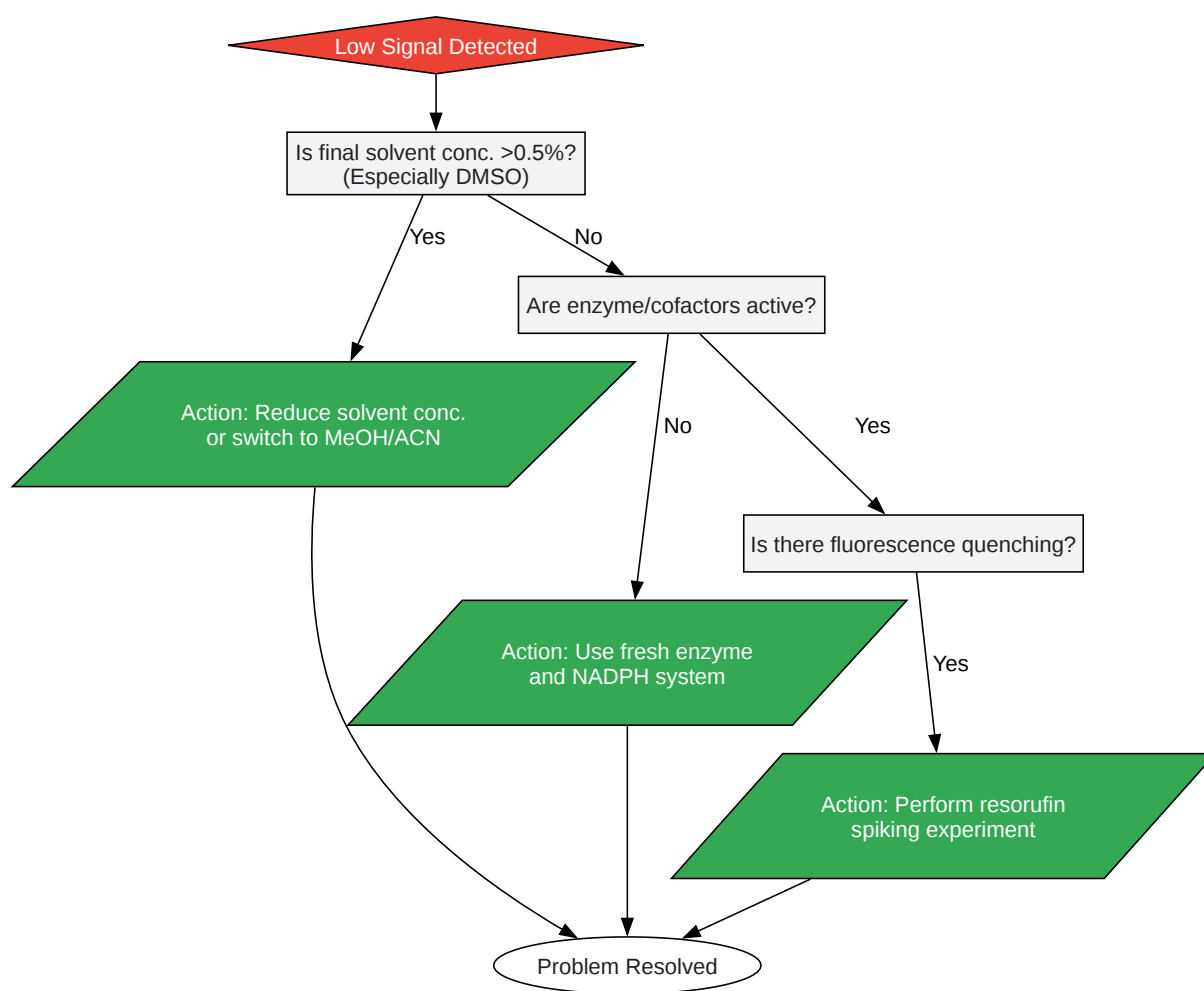 Low Signal Detected
Is final solvent conc. >0.5%?
(Especially DMSO)
Yes
No
Are enzyme/cofactors active?
Action: Reduce solvent conc.
or switch to MeOH/ACN
No
Yes
Is there fluorescence quenching?
Action: Use fresh enzyme
and NADPH system
Yes
Action: Perform resorufin
spiking experiment
Problem Resolved